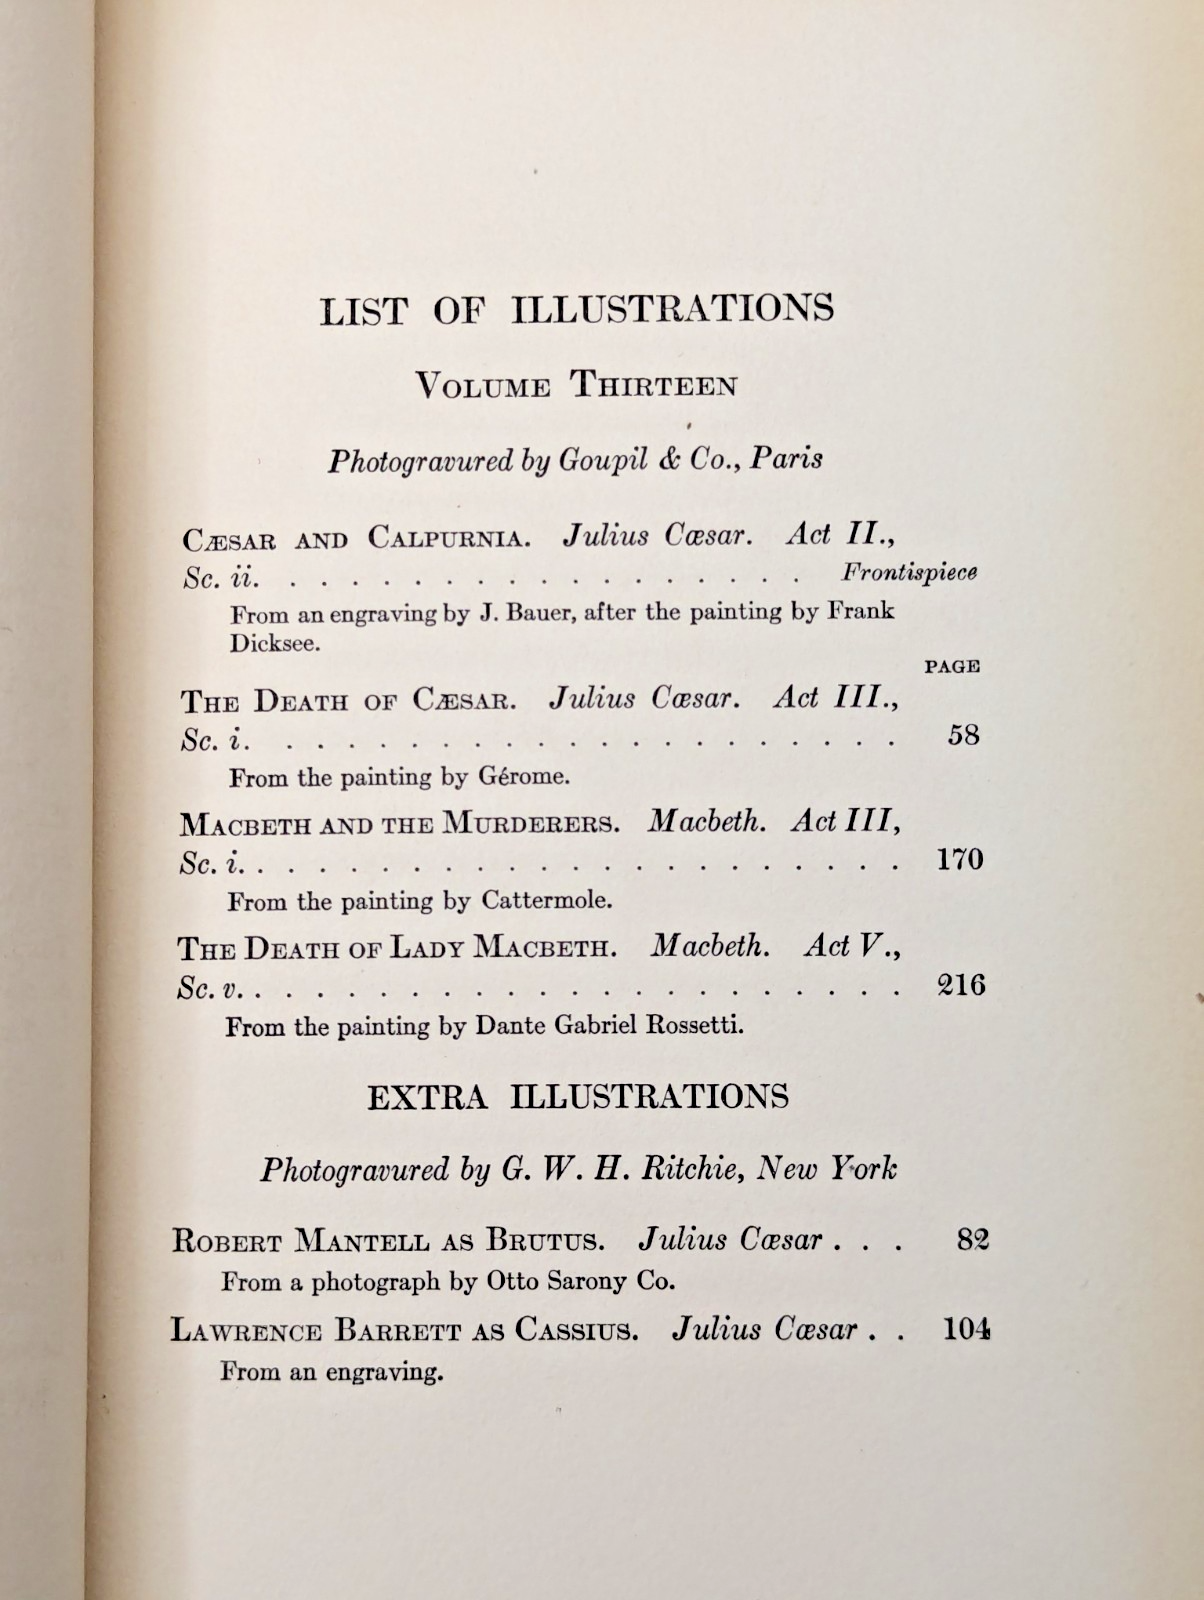 LIST OF ILLUSTRATIONS
VOLUME THIRTEEN
Photogravured by Goupil & Co., Paris
CÆSAR AND CALPURNIA. Julius Cæsar. Act II.,
Sc. ii. . . . . . . . . . . . . . . . . . . Frontispiece
From an engraving by J. Bauer, after the painting by Frank
Dicksee.
PAGE
THE DEATH OF CÆSAR. Julius Cæsar. Act III.,
Sc. i. . . . . . . . . . . . . . . . . . . . . . 58
From the painting by Gérome.
MACBETH AND THE MURDERERS. Macbeth. Act III,
Sc. i. . . . . . . . . . . . . . . . . . . . . . . 170
From the painting by Cattermole.
THE DEATH OF LADY MACBETH. Macbeth. Act V.,
Sc. v. . . . . . . . . . . . . . . . . . . . . . . 216
From the painting by Dante Gabriel Rossetti.
EXTRA ILLUSTRATIONS
Photogravured by G. W. H. Ritchie, New York
ROBERT MANTELL AS BRUTUS. Julius Cæsar . . . 82
From a photograph by Otto Sarony Co.
LAWRENCE BARRETT AS CASSIUS. Julius Cæsar . . 104
From an engraving.